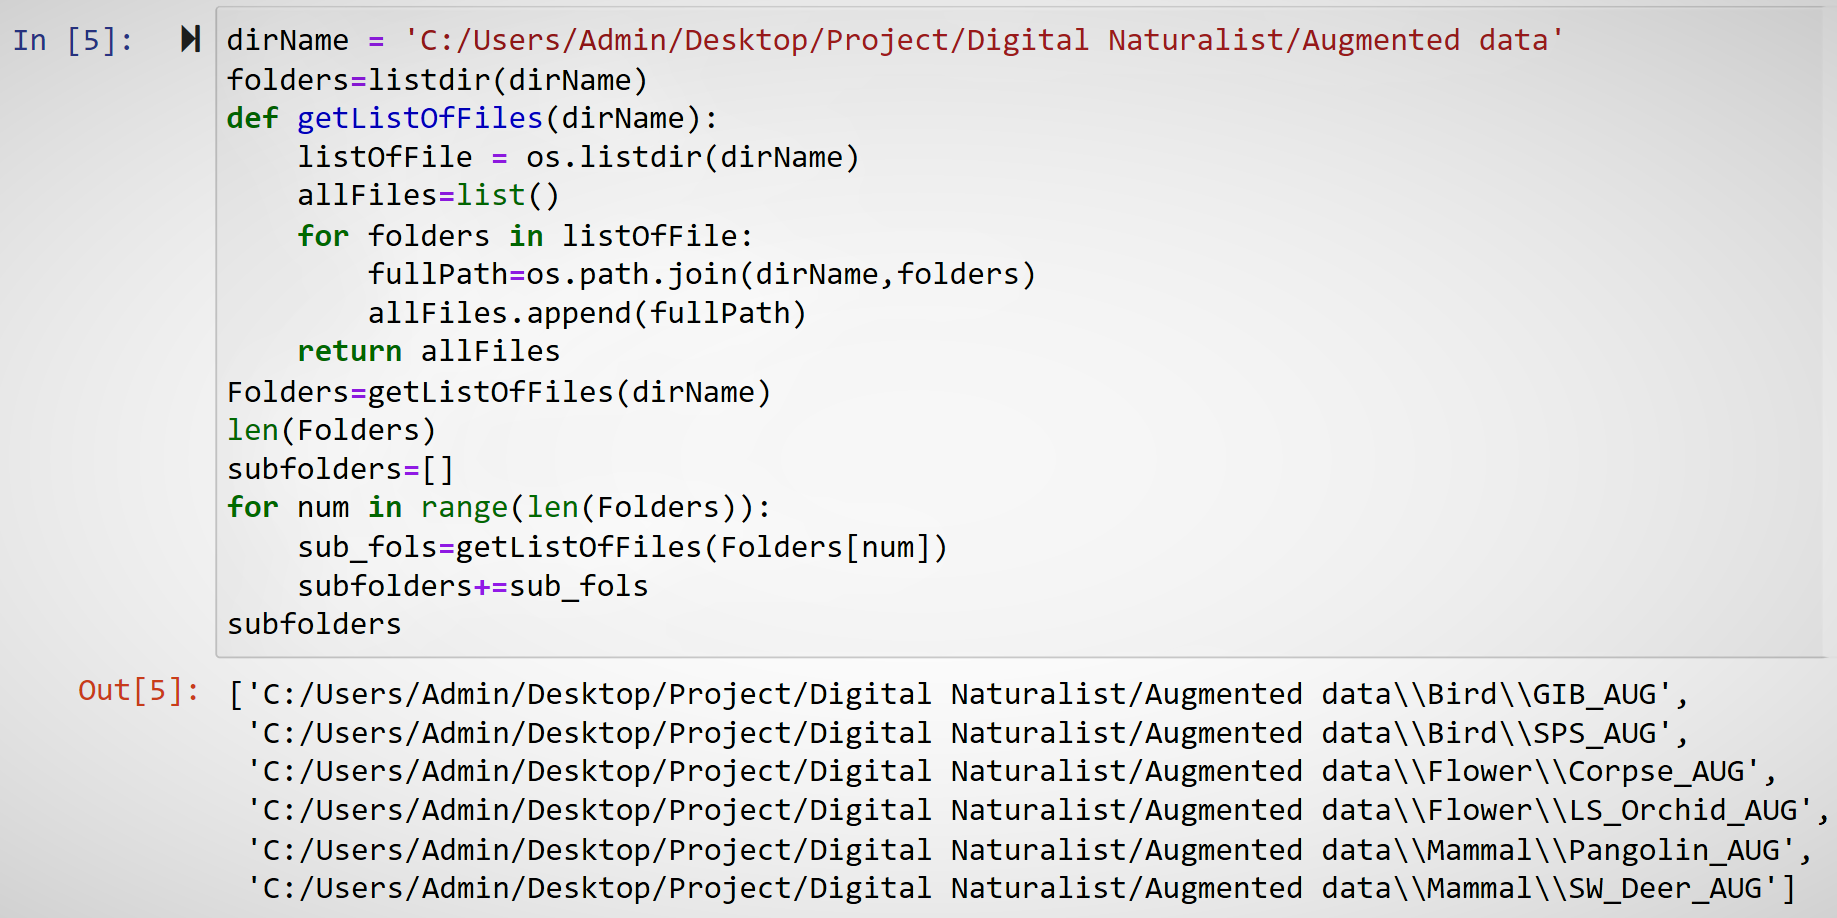 In [5]: dirName = 'C:/Users/Admin/Desktop/Project/Digital Naturalist/Augmented data'
folders=listdir(dirName)
def getListOfFiles(dirName):
    listOfFile = os.listdir(dirName)
    allFiles=list()
    for folders in listOfFile:
        fullPath=os.path.join(dirName,folders)
        allFiles.append(fullPath)
    return allFiles
Folders=getListOfFiles(dirName)
len(Folders)
subfolders=[]
for num in range(len(Folders)):
    sub_fols=getListOfFiles(Folders[num])
    subfolders+=sub_fols
subfolders
Out[5]: ['C:/Users/Admin/Desktop/Project/Digital Naturalist/Augmented data\\Bird\\GIB_AUG',
 'C:/Users/Admin/Desktop/Project/Digital Naturalist/Augmented data\\Bird\\SPS_AUG',
 'C:/Users/Admin/Desktop/Project/Digital Naturalist/Augmented data\\Flower\\Corpse_AUG',
 'C:/Users/Admin/Desktop/Project/Digital Naturalist/Augmented data\\Flower\\LS_Orchid_AUG',
 'C:/Users/Admin/Desktop/Project/Digital Naturalist/Augmented data\\Mammal\\Pangolin_AUG',
 'C:/Users/Admin/Desktop/Project/Digital Naturalist/Augmented data\\Mammal\\SW_Deer_AUG']